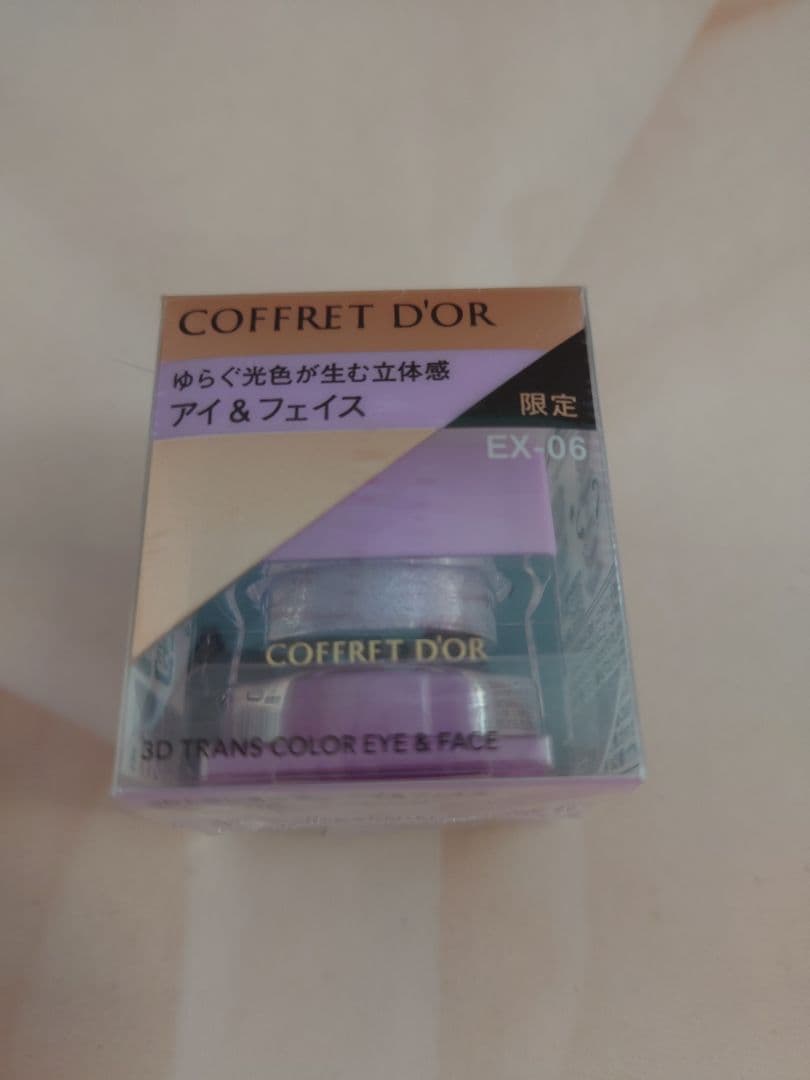 COFFRET D'OR
ゆらぐ光色が生む立体感
アイ&フェイス
限定
EX-06
COFFRET D'OR
3D TRANS COLOR EYE & FACE